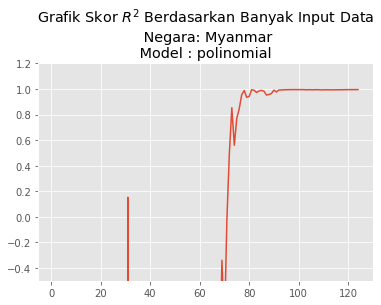 Grafik Skor R² Berdasarkan Banyak Input Data
Negara: Myanmar
Model : polinomial
1.2
1.0
0.8
0.6
0.4
0.2
0.0
−0.2
−0.4
0 20 40 60 80 100 120